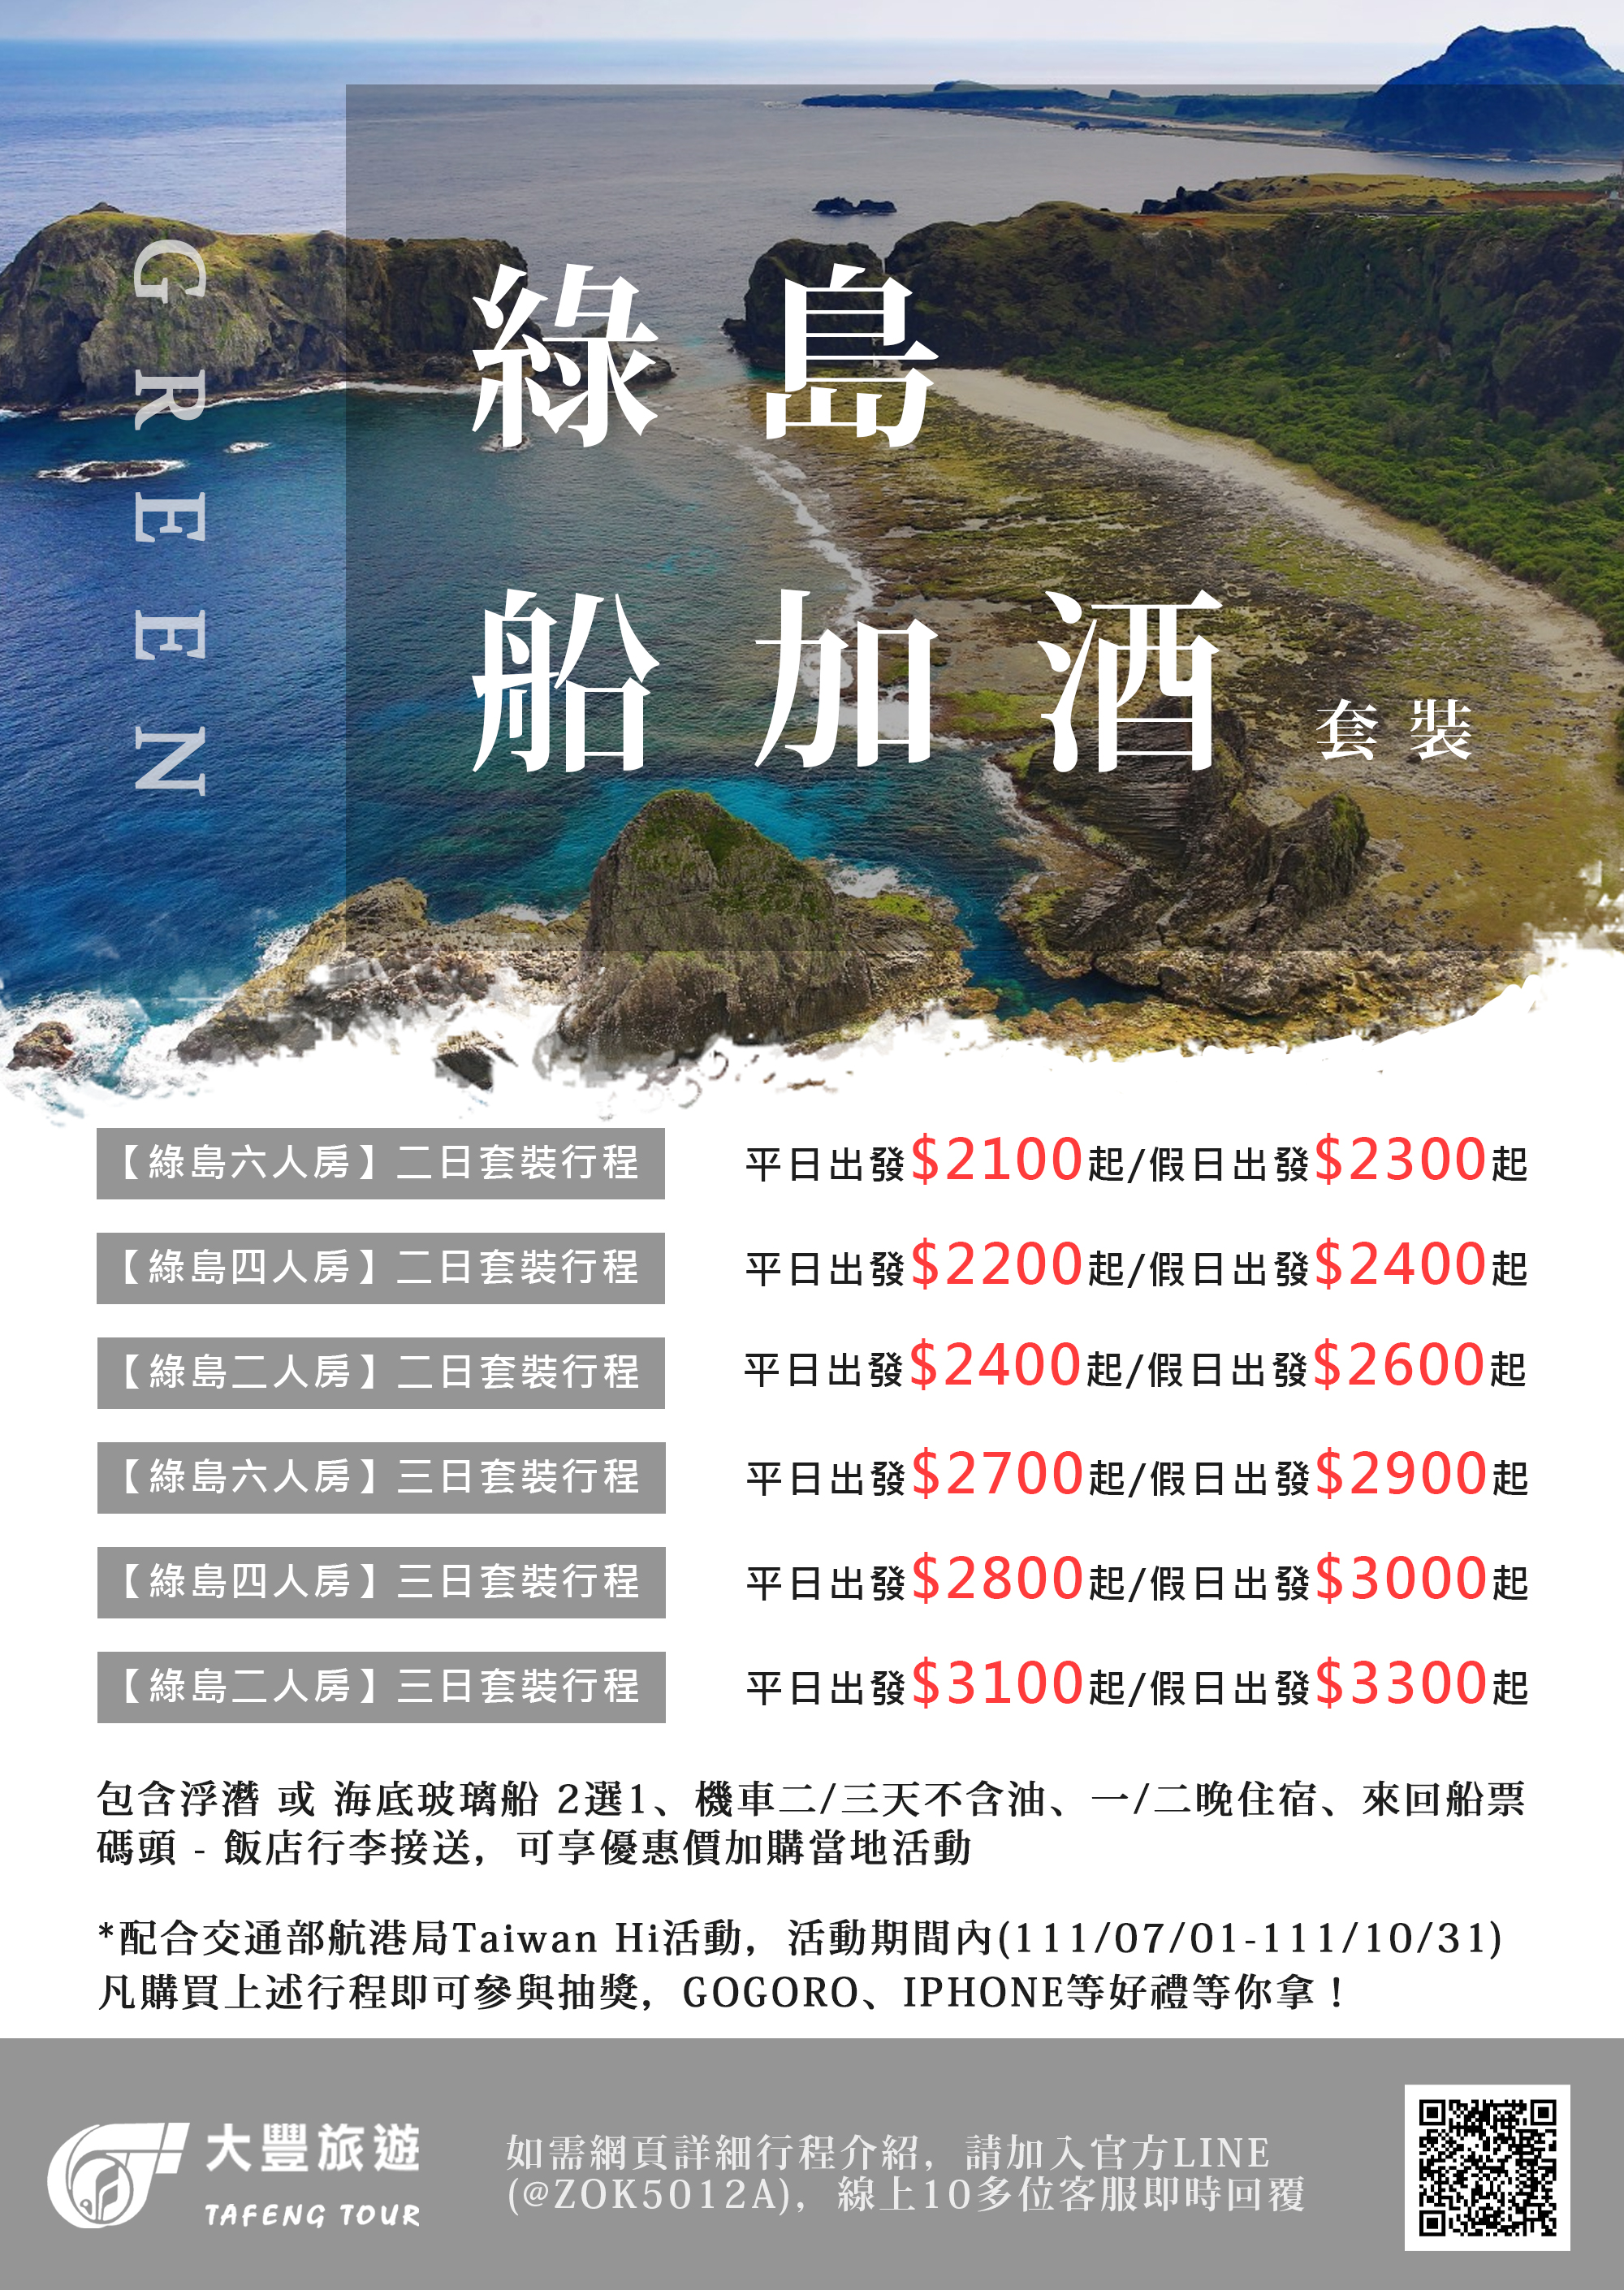 GREEN
綠島
船加酒 套裝
【綠島六人房】二日套裝行程 平日出發$2100起/假日出發$2300起
【綠島四人房】二日套裝行程 平日出發$2200起/假日出發$2400起
【綠島二人房】二日套裝行程 平日出發$2400起/假日出發$2600起
【綠島六人房】三日套裝行程 平日出發$2700起/假日出發$2900起
【綠島四人房】三日套裝行程 平日出發$2800起/假日出發$3000起
【綠島二人房】三日套裝行程 平日出發$3100起/假日出發$3300起
包含浮潛 或 海底玻璃船 2選1、機車二/三天不含油、一/二晚住宿、來回船票
碼頭 - 飯店行李接送，可享優惠價加購當地活動
*配合交通部航港局Taiwan Hi活動，活動期間內(111/07/01-111/10/31)
凡購買上述行程即可參與抽獎，GOGORO、IPHONE等好禮等你拿！
大豐旅遊
TAFENG TOUR
如需網頁詳細行程介紹，請加入官方LINE
(@ZOK5012A)，線上10多位客服即時回覆